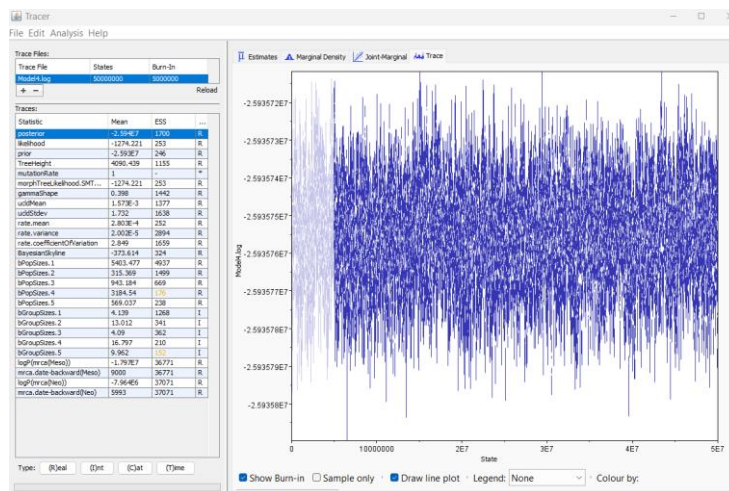 Tracer
File Edit Analysis Help
Trace Files:
Trace File States Burn-In
Model4.log 50000000 5000000
+ − Reload
Traces:
Statistic Mean ESS ...
posterior -2.594E7 1700 R
likelihood -1274.221 253 R
prior -2.593E7 246 R
TreeHeight 4090.439 1155 R
mutationRate 1 - *
morphTreeLikelihood.SMT... -1274.221 253 R
gammaShape 0.398 1442 R
ucldMean 1.573E-3 1377 R
ucldStdev 1.732 1638 R
rate.mean 2.803E-4 252 R
rate.variance 2.002E-5 2894 R
rate.coefficientOfVariation 2.849 1659 R
BayesianSkyline -373.614 324 R
bPopSizes.1 5403.477 4937 R
bPopSizes.2 315.369 1499 R
bPopSizes.3 943.184 669 R
bPopSizes.4 3184.54 176 R
bPopSizes.5 569.037 238 R
bGroupSizes.1 4.139 1268 I
bGroupSizes.2 13.012 341 I
bGroupSizes.3 4.09 362 I
bGroupSizes.4 16.797 210 I
bGroupSizes.5 9.962 152 I
logP(mrca(Meso)) -1.797E7 36771 R
mrca.date-backward(Meso) 9000 36771 R
logP(mrca(Neo)) -7.964E6 37071 R
mrca.date-backward(Neo) 5993 37071 R
Type: (R)eal (I)nt (C)at (T)ime
Estimates Marginal Density Joint-Marginal Trace
-2.593572E7
-2.593573E7
-2.593574E7
-2.593575E7
-2.593576E7
-2.593577E7
-2.593578E7
-2.593579E7
-2.59358E7
Model4.log
0 10000000 2E7 3E7 4E7 5E7
State
Show Burn-in Sample only Draw line plot Legend: None Colour by: